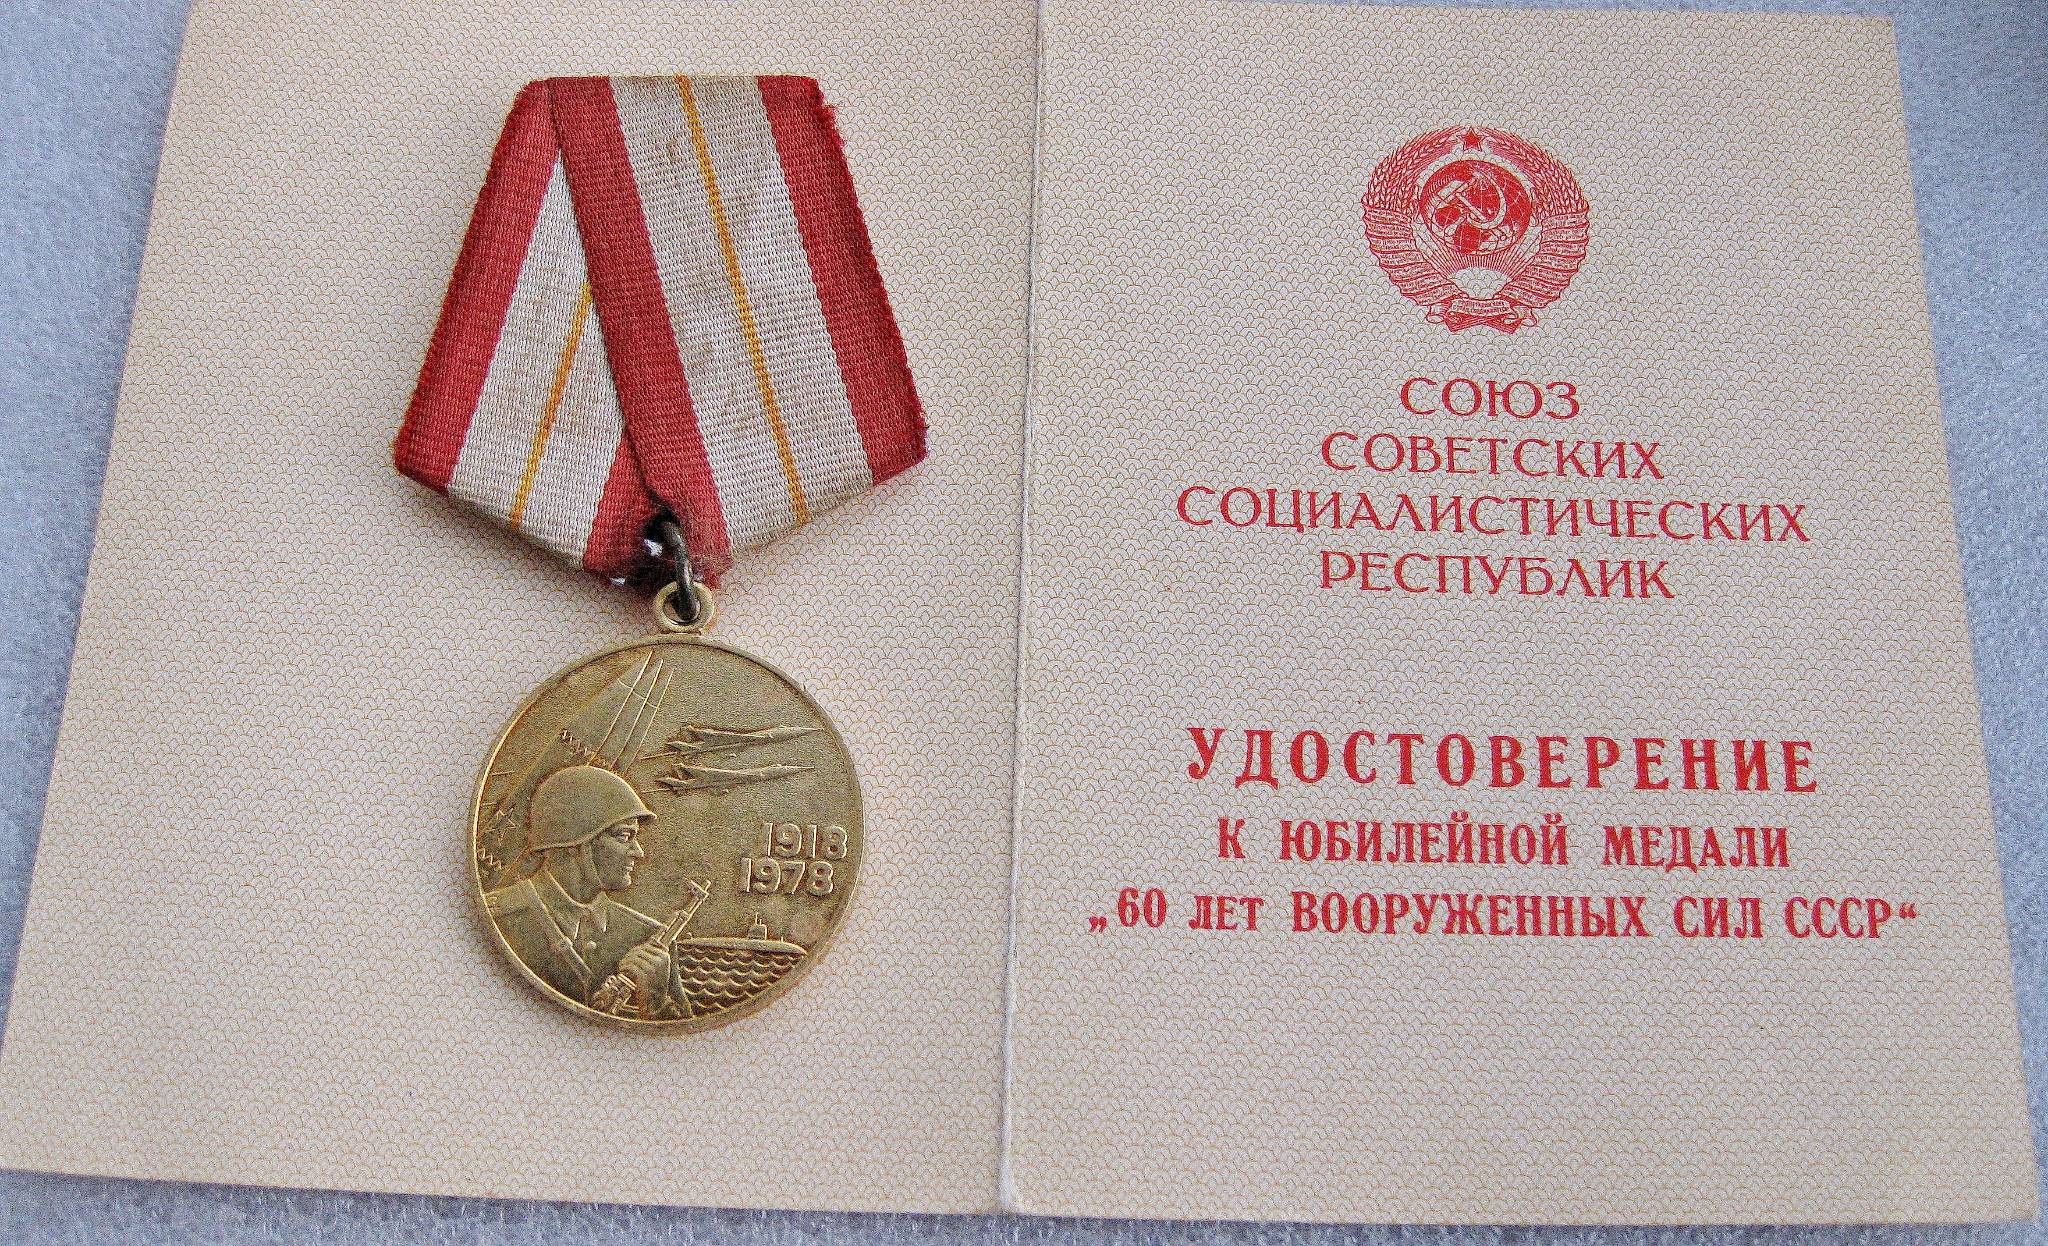 1918
1978
СОЮЗ
СОВЕТСКИХ
СОЦИАЛИСТИЧЕСКИХ
РЕСПУБЛИК
УДОСТОВЕРЕНИЕ
К ЮБИЛЕЙНОЙ МЕДАЛИ
„60 ЛЕТ ВООРУЖЕННЫХ СИЛ СССР“